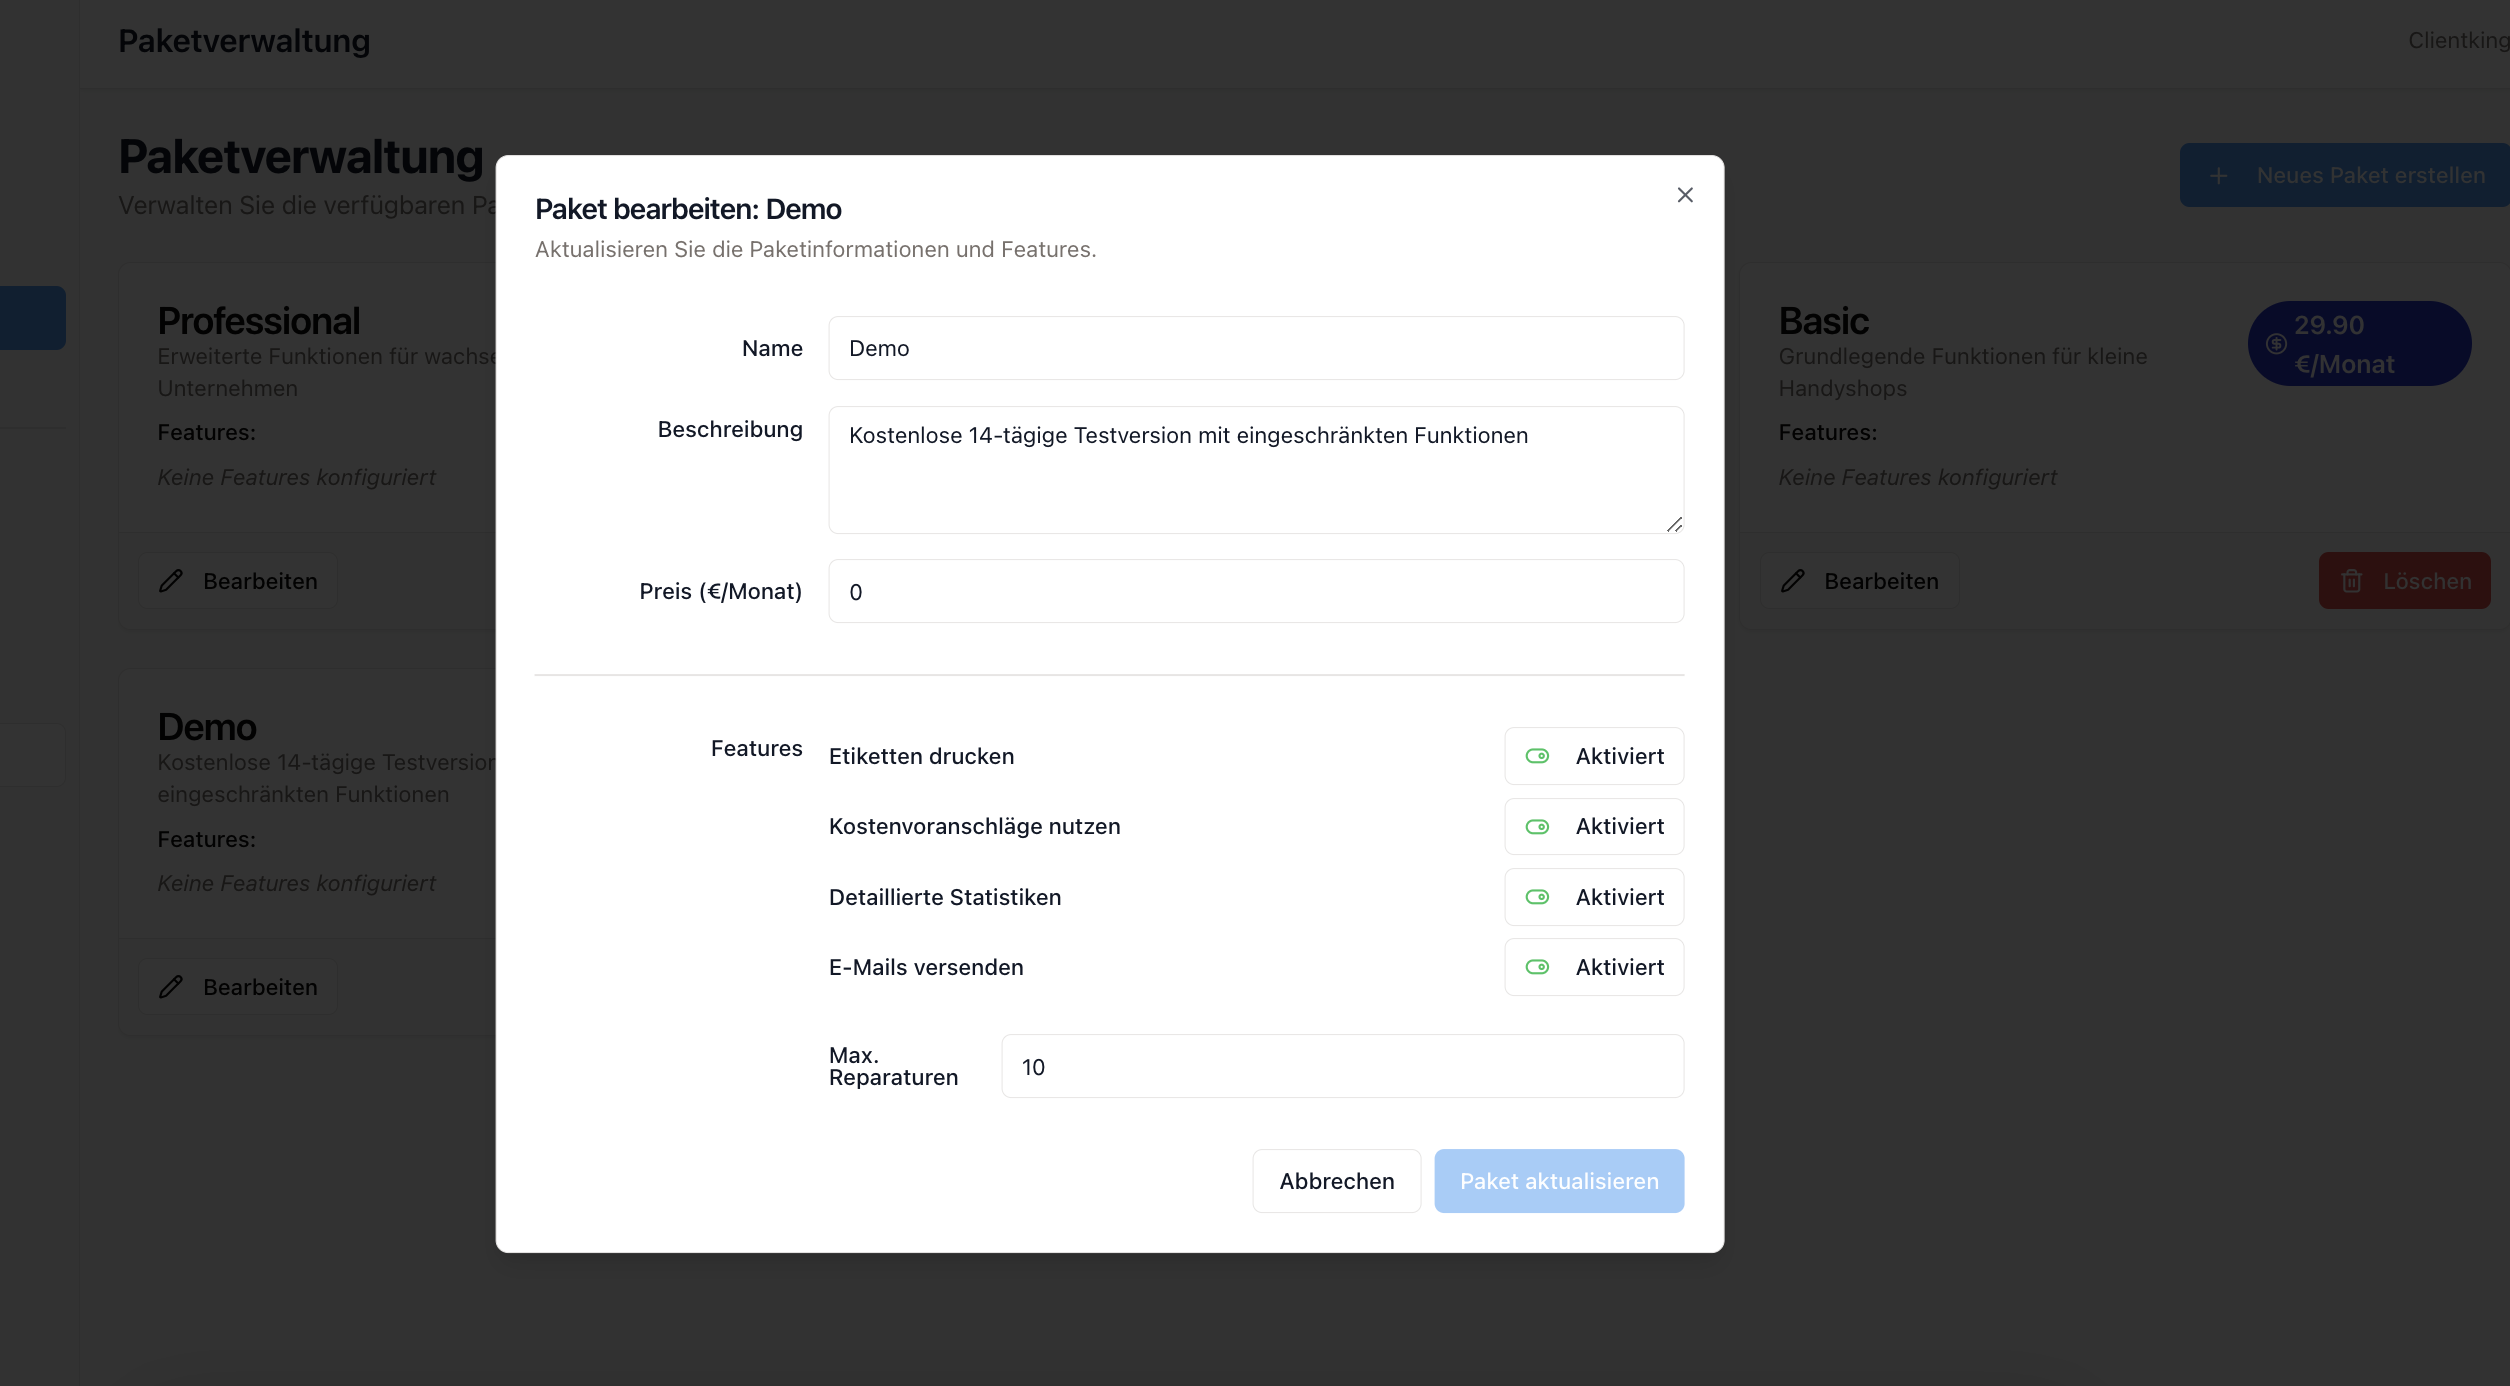 Paketverwaltung
Clientking
Paketverwaltung
Verwalten Sie die verfügbaren
Neues Paket erstellen
Professional
Erweiterte Funktionen für
Unternehmen
Features:
Keine Features konfiguriert
Bearbeiten
Basic
29.90
€/Monat
Grundlegende Funktionen für kleine
Handyshops
Features:
Keine Features konfiguriert
Bearbeiten
Löschen
Demo
Kostenlose 14-tägige Testversion
eingeschränkten Funktionen
Features:
Keine Features konfiguriert
Bearbeiten
Paket bearbeiten: Demo
Aktualisieren Sie die Paketinformationen und Features.
Name
Demo
Beschreibung
Kostenlose 14-tägige Testversion mit eingeschränkten Funktionen
Preis (€/Monat)
0
Features
Etiketten drucken
Aktiviert
Kostenvoranschläge nutzen
Aktiviert
Detaillierte Statistiken
Aktiviert
E-Mails versenden
Aktiviert
Max.
Reparaturen
10
Abbrechen
Paket aktualisieren